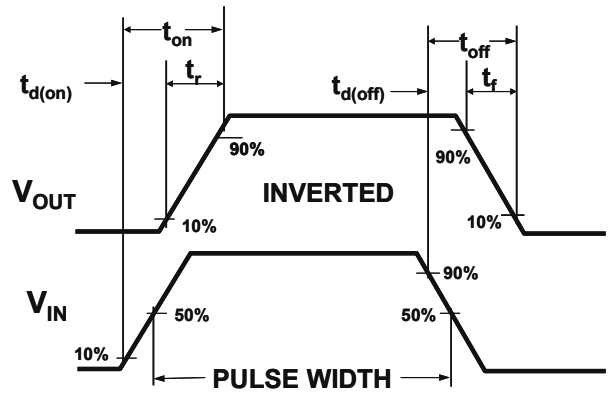 t_on
t_off
t_d(on)
t_r
t_d(off)
t_f
90%
90%
V_OUT
INVERTED
10%
10%
90%
V_IN
50%
50%
10%
PULSE WIDTH